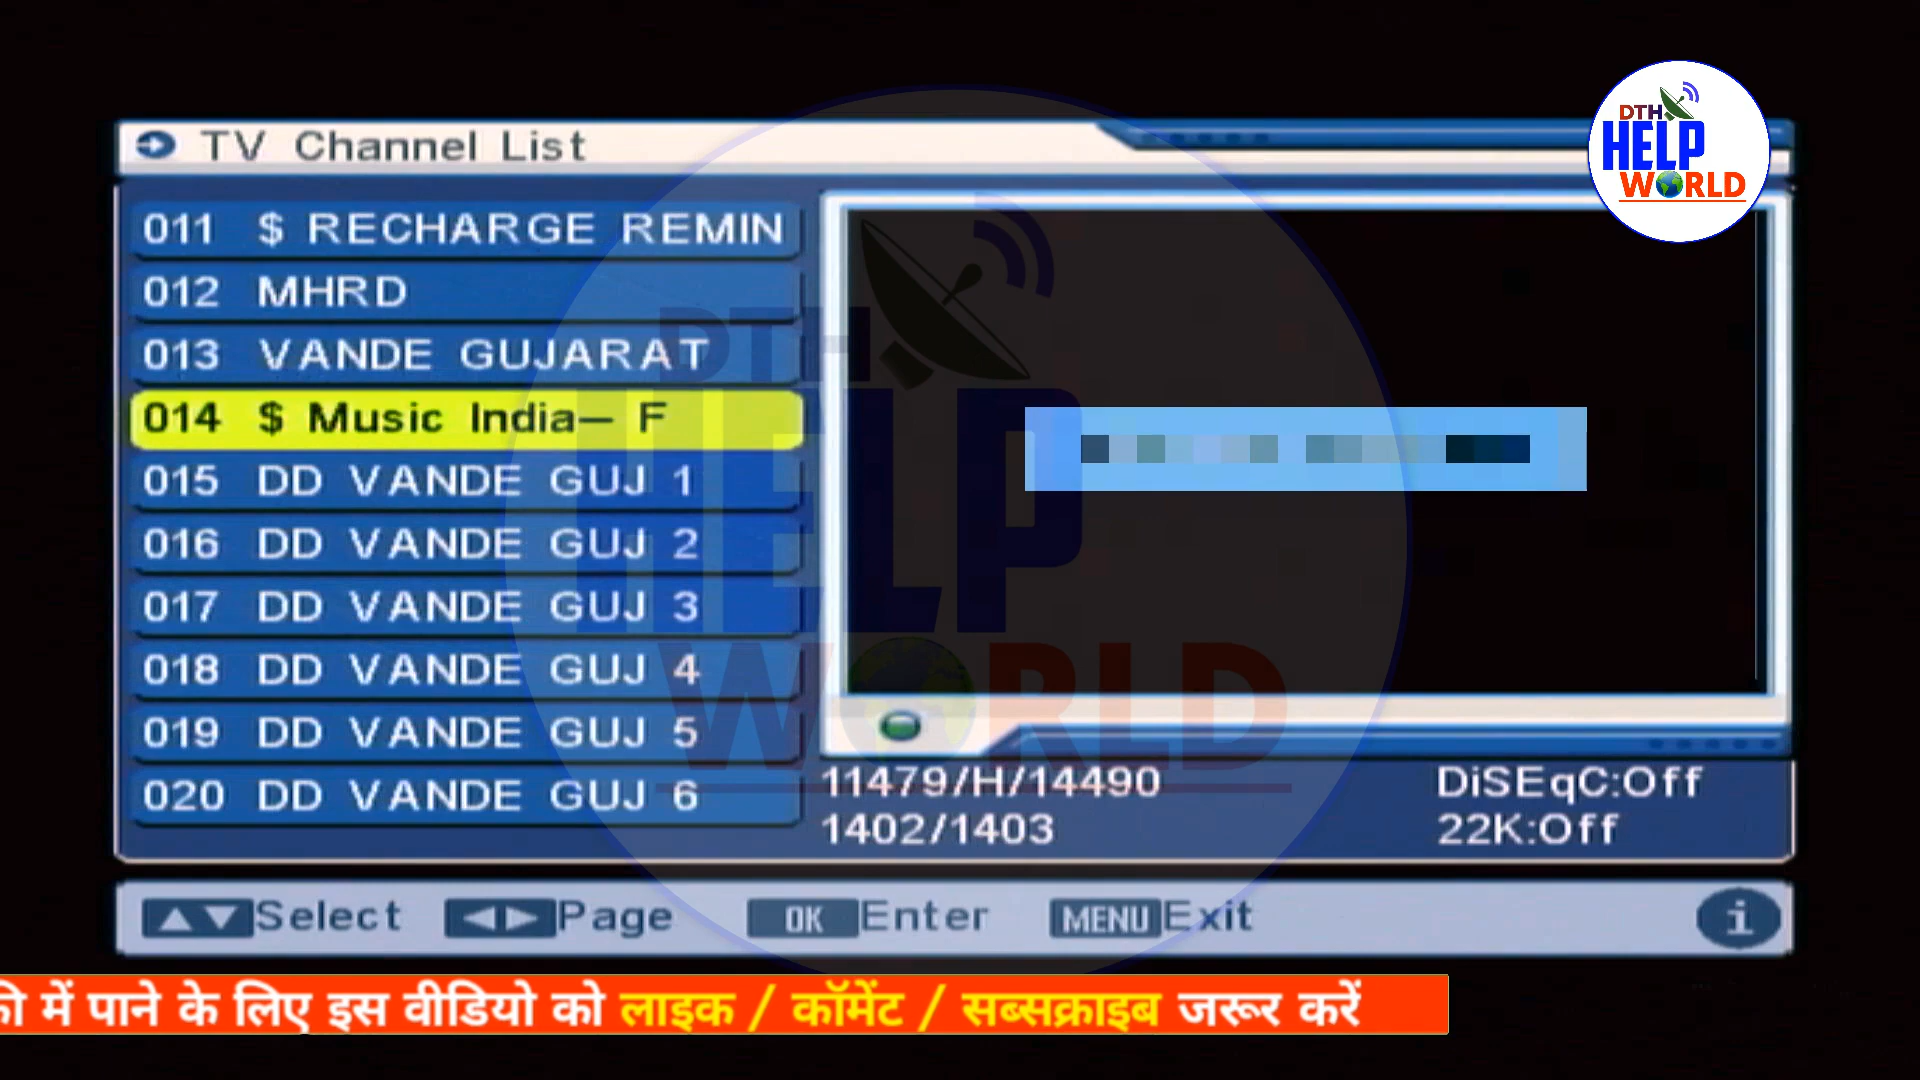 TV Channel List
DTH
HELP
WORLD
011 $ RECHARGE REMIN
012 MHRD
013 VANDE GUJARAT
014 $ Music India— F
015 DD VANDE GUJ 1
016 DD VANDE GUJ 2
017 DD VANDE GUJ 3
018 DD VANDE GUJ 4
019 DD VANDE GUJ 5
020 DD VANDE GUJ 6
DTH
HELP
WORLD
11479/H/14490 DiSEqC:Off
1402/1403 22K:Off
Select Page OK Enter MENU Exit i
में पाने के लिए इस वीडियो को लाइक / कॉमेंट / सब्सक्राइब जरूर करें